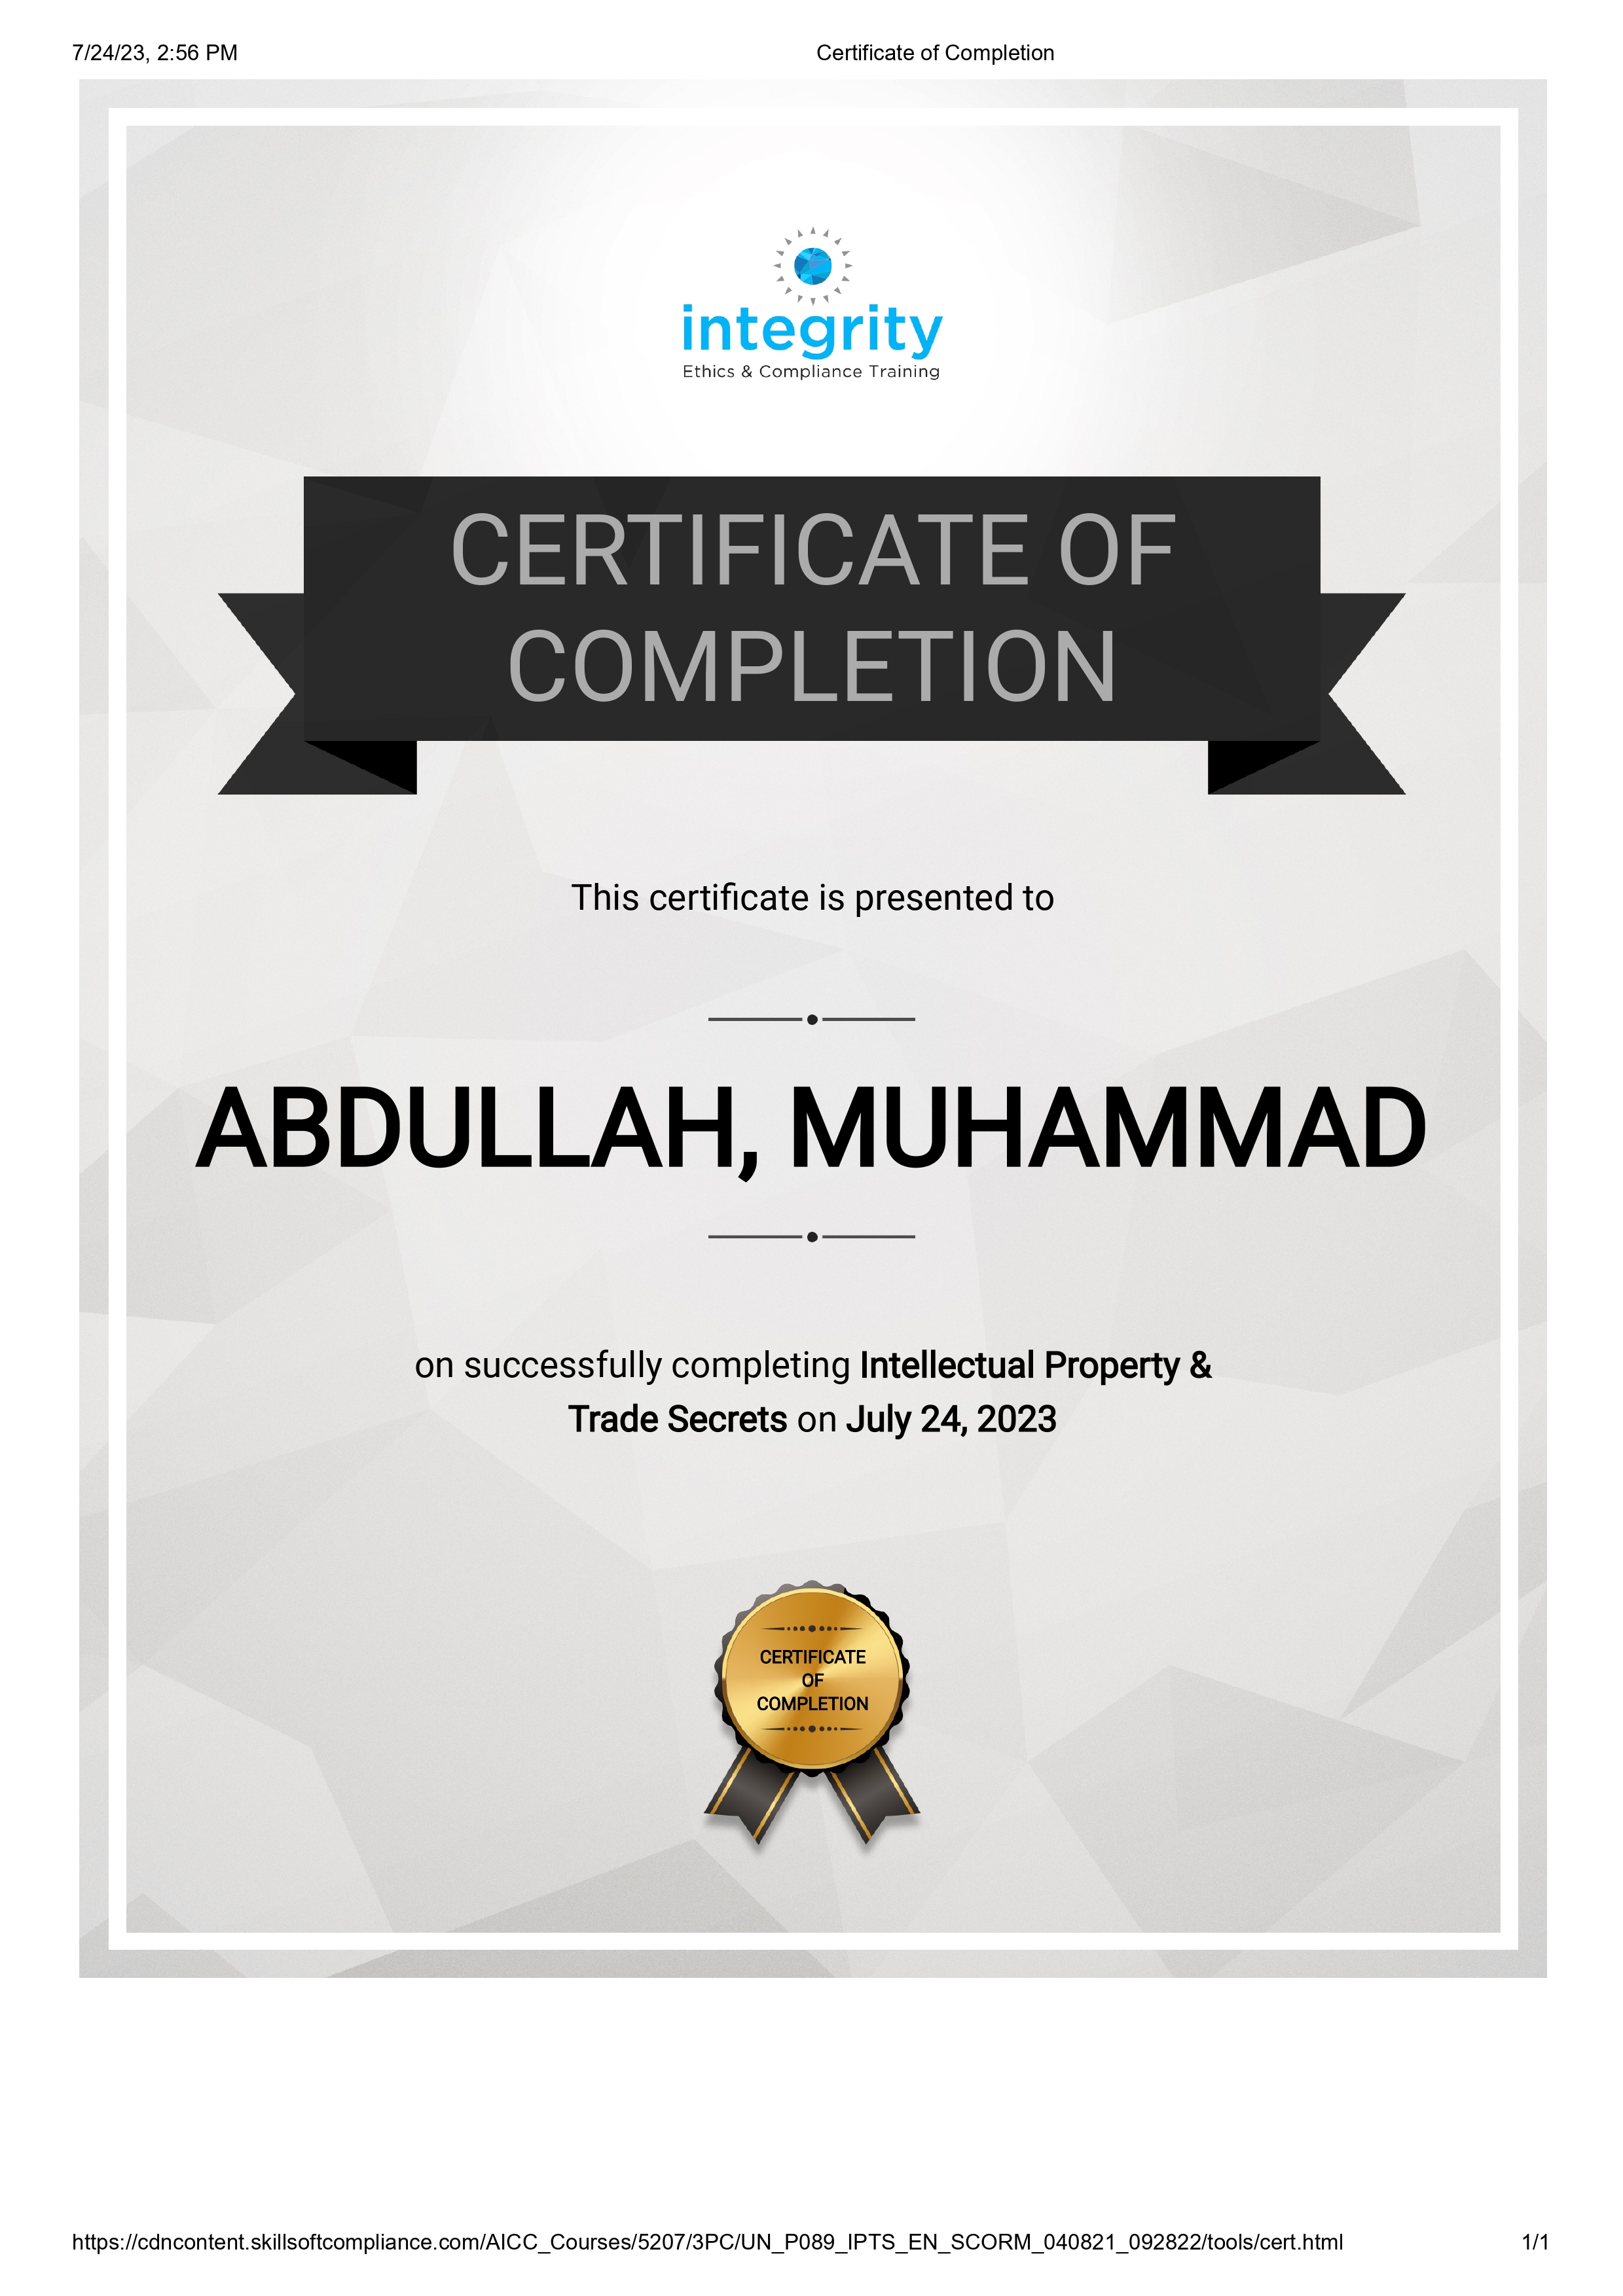 7/24/23, 2:56 PM
Certificate of Completion
integrity
Ethics & Compliance Training
CERTIFICATE OF
COMPLETION
This certificate is presented to
ABDULLAH, MUHAMMAD
on successfully completing Intellectual Property &
Trade Secrets on July 24, 2023
CERTIFICATE
OF
COMPLETION
https://cdncontent.skillsoftcompliance.com/AICC_Courses/5207/3PC/UN_P089_IPTS_EN_SCORM_040821_092822/tools/cert.html
1/1